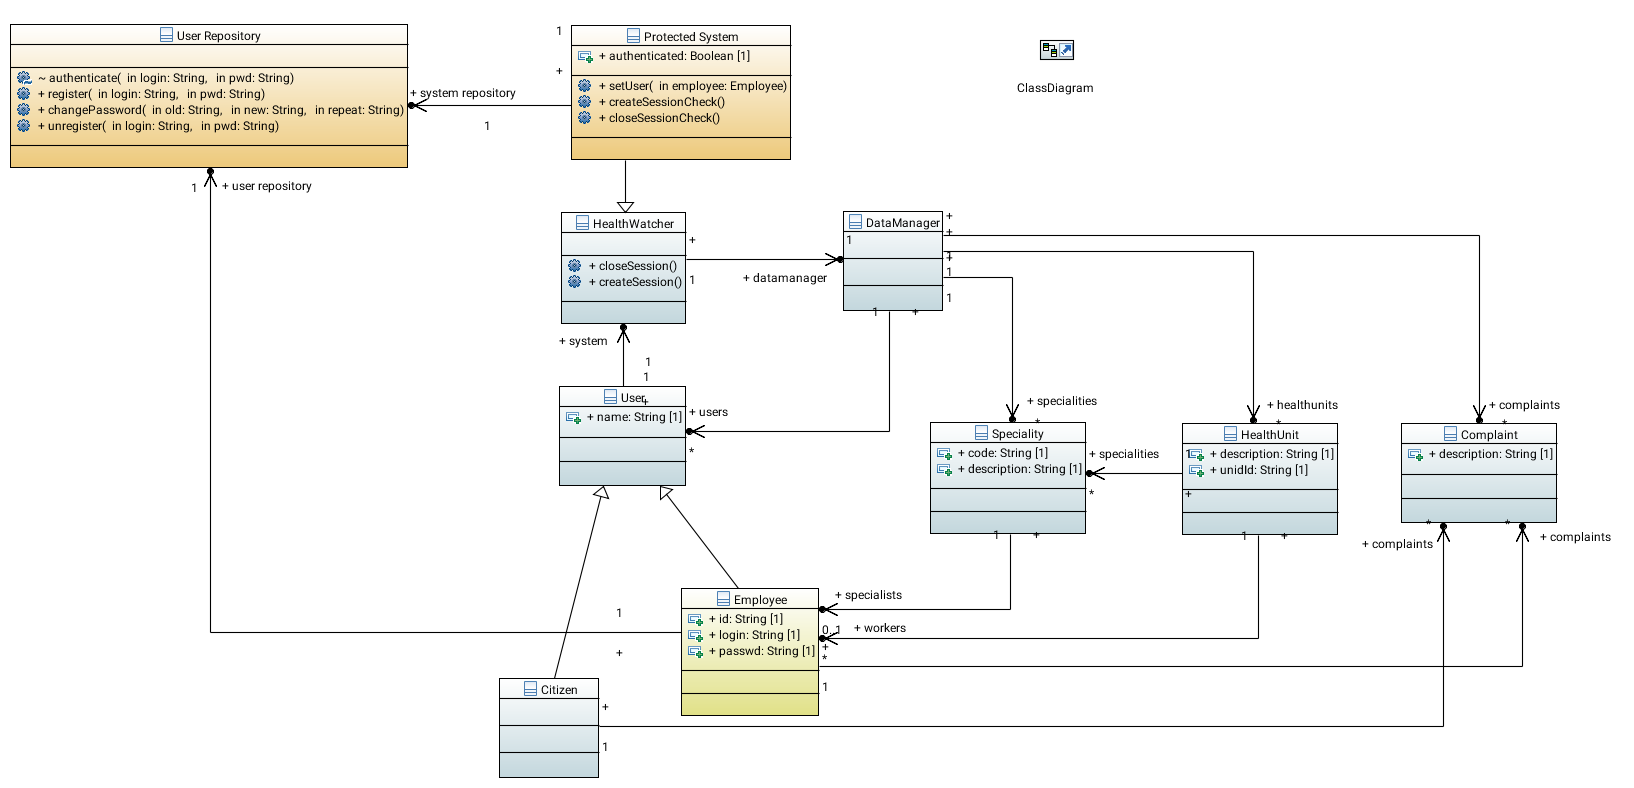 User Repository
~ authenticate( in login: String, in pwd: String)
+ register( in login: String, in pwd: String)
+ changePassword( in old: String, in new: String, in repeat: String)
+ unregister( in login: String, in pwd: String)
1
+ user repository
+ system repository
1
1
+
Protected System
+ authenticated: Boolean [1]
+ setUser( in employee: Employee)
+ createSessionCheck()
+ closeSessionCheck()
ClassDiagram
HealthWatcher
+ closeSession()
+ createSession()
+
1
+ datamanager
DataManager
1
+
+
+
1
1
1
1
+
+ system
1
1
User
+
+ name: String [1]
+ users
*
+ specialities
*
Speciality
+ code: String [1]
+ description: String [1]
1
+
+ specialities
*
+ healthunits
*
HealthUnit
1
+ description: String [1]
+ unidId: String [1]
+
1
+
+ complaints
*
Complaint
+ description: String [1]
*
*
+ complaints
+ complaints
+ specialists
0..1
+ workers
+
*
1
Employee
+ id: String [1]
+ login: String [1]
+ passwd: String [1]
1
+
Citizen
+
1